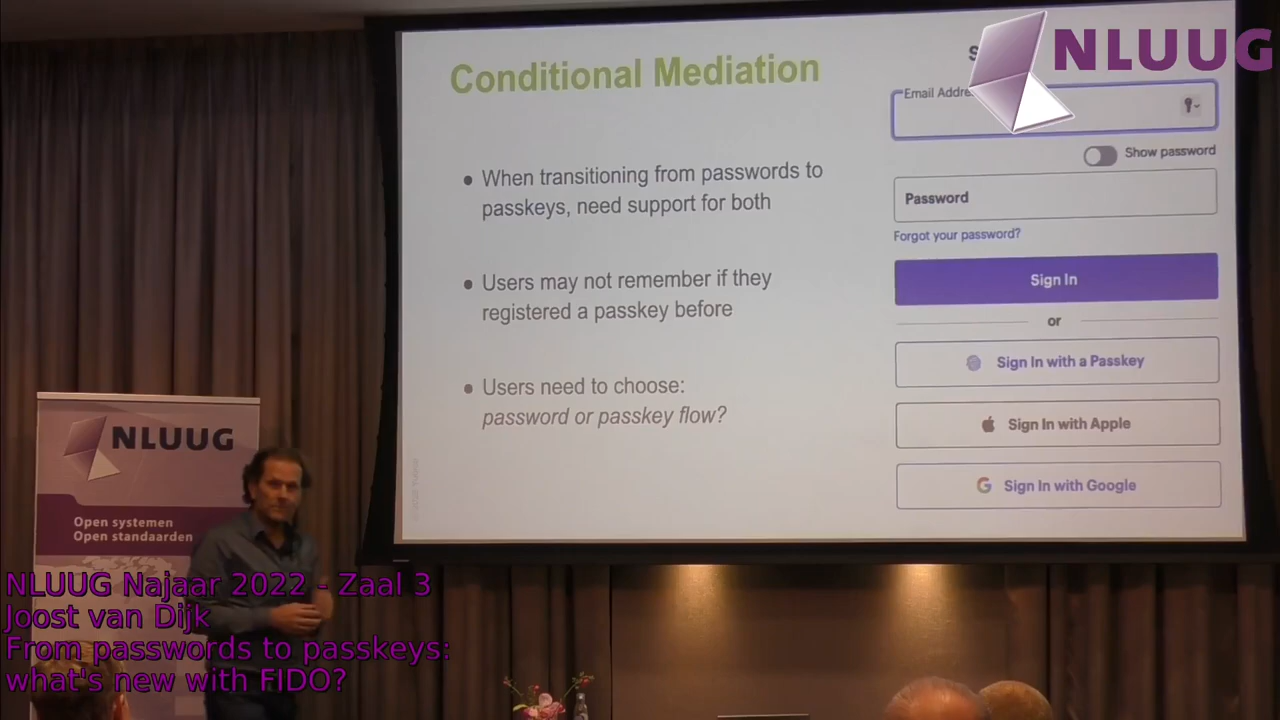 Conditional Mediation
When transitioning from passwords to
passkeys, need support for both
Users may not remember if they
registered a passkey before
Users need to choose:
password or passkey flow?
S
NLUUG
Email Addre
Show password
Password
Forgot your password?
Sign In
or
Sign In with a Passkey
Sign In with Apple
Sign In with Google
NLUUG
Open systemen
Open standaarden
NLUUG Najaar 2022 - Zaal 3
Joost van Dijk
From passwords to passkeys:
what's new with FIDO?